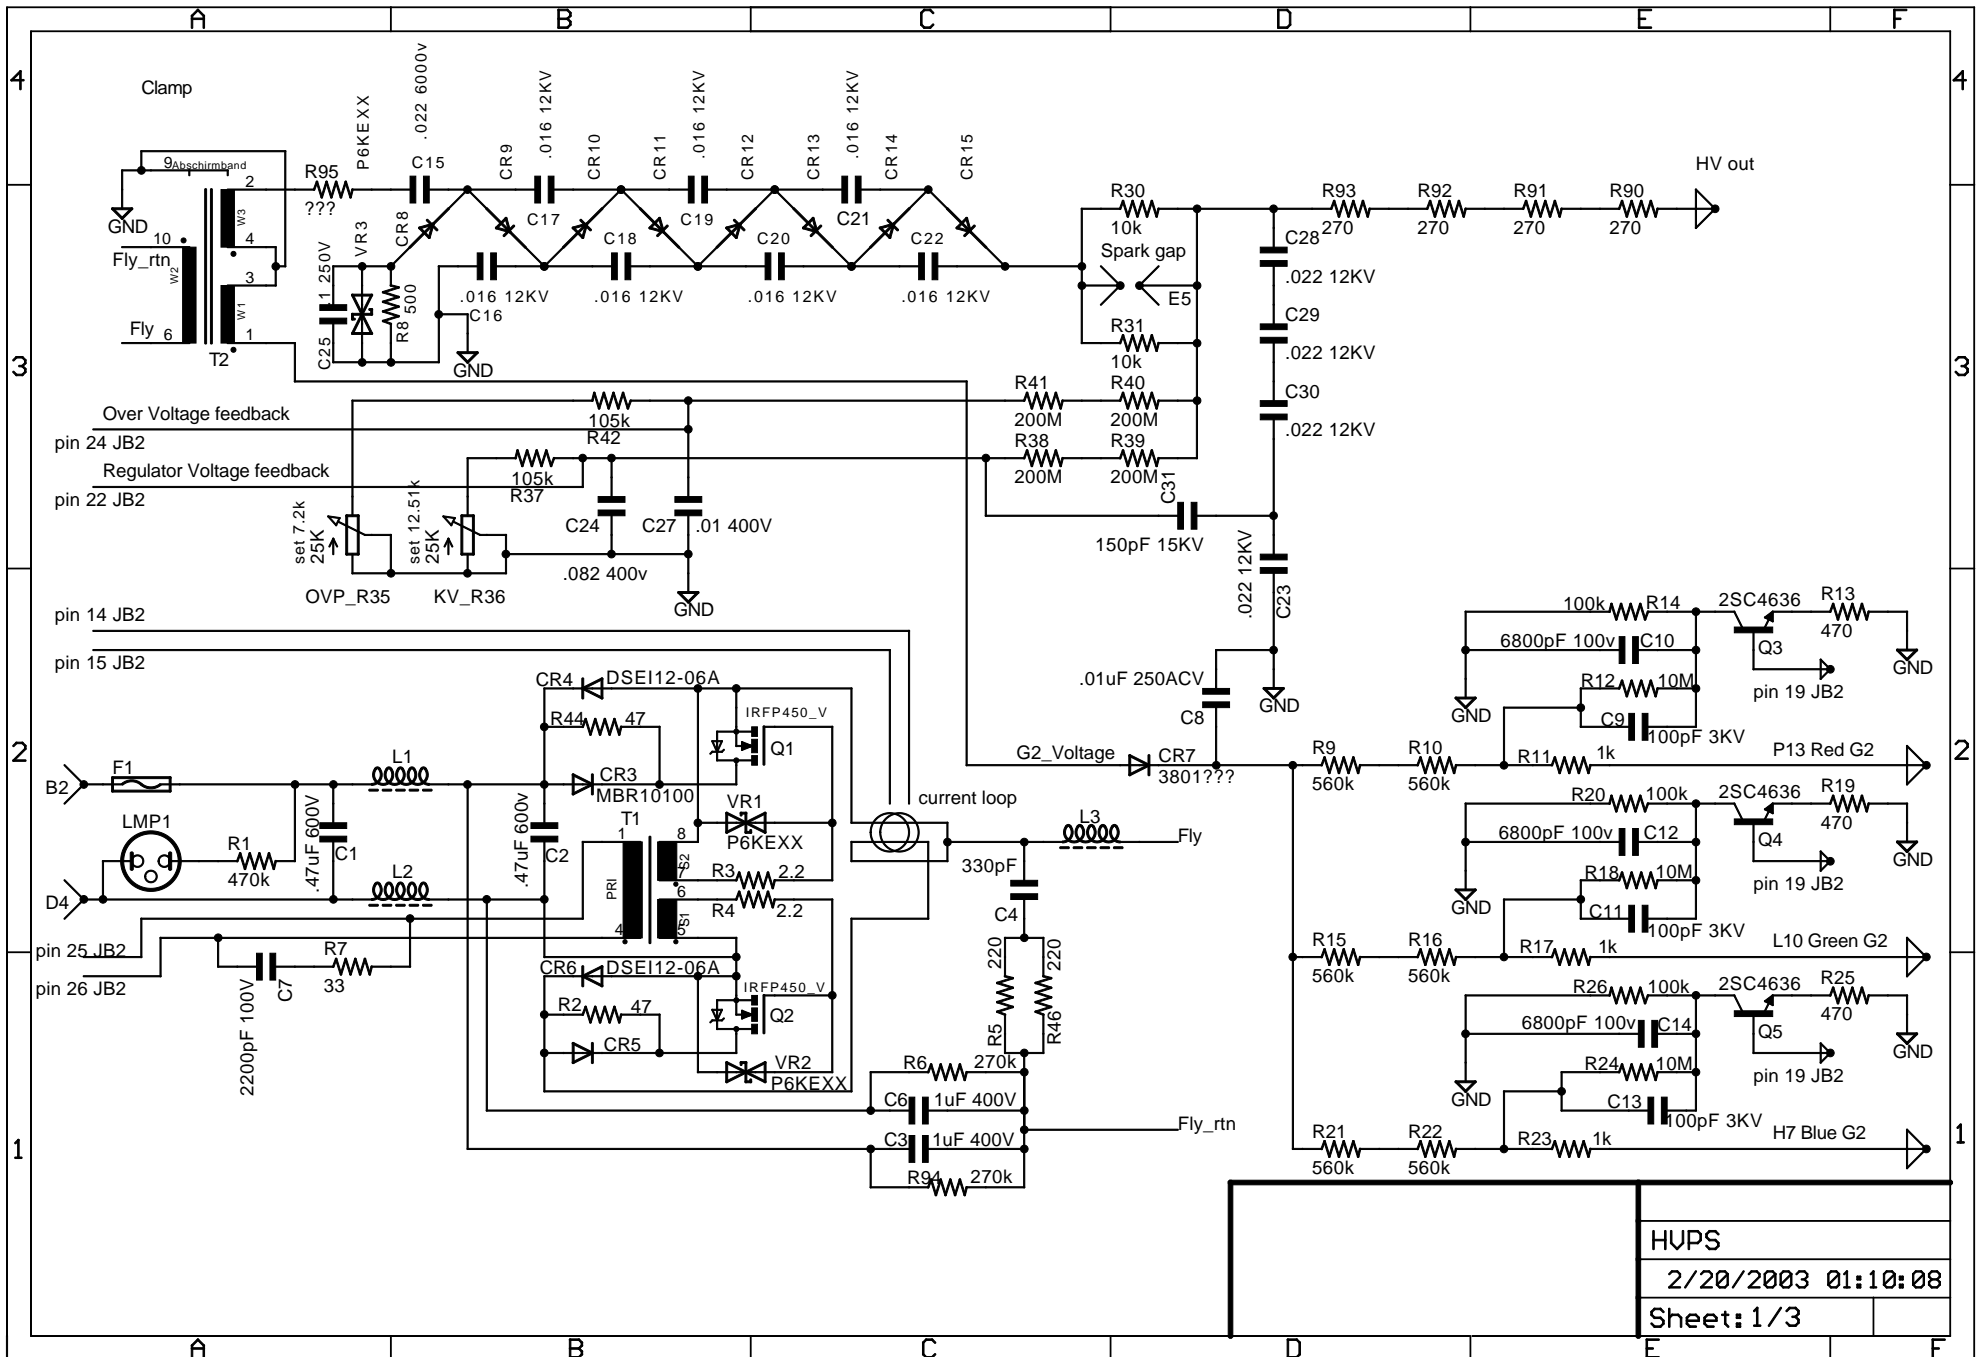 A B C D E F
4 4
Clamp
P6KEXX
.022 6000v
.016 12KV
.016 12KV
.016 12KV
C15
CR9
CR10
CR11
CR12
CR13
CR14
CR15
9 Abschirmband
2
R95
???
GND
W3
4
10
Fly_rtn
W2
3
W1
Fly 6
1
T2
C17
C19
C21
CR8
VR3
.1 250V
C25
R8 500
C18
C20
C22
.016 12KV
C16
.016 12KV
.016 12KV
.016 12KV
GND
R30
10k
Spark gap
E5
R31
10k
R93
270
R92
270
R91
270
R90
270
HV out
C28
.022 12KV
C29
.022 12KV
C30
.022 12KV
3 3
Over Voltage feedback
pin 24 JB2
Regulator Voltage feedback
pin 22 JB2
105k
R42
105k
R37
R41
200M
R40
200M
R38
200M
R39
200M
C31
150pF 15KV
set 7.2k
25K
set 12.51k
25K
C24
C27
.01 400V
.082 400v
OVP_R35
KV_R36
GND
.022 12KV
C23
GND
pin 14 JB2
pin 15 JB2
.01uF 250ACV
C8
100k
R14
2SC4636
R13
470
6800pF 100v
C10
Q3
GND
R12
10M
pin 19 JB2
GND
C9
100pF 3KV
R11
1k
P13 Red G2
2 2
CR4
DSEI12-06A
R44
47
IRFP450_V
Q1
CR3
MBR10100
G2_Voltage
CR7
3801???
R9
560k
R10
560k
F1
B2
L1
LMP1
R1
470k
.47uF 600V
C1
L2
D4
.47uF 600v
C2
T1
1
8
VR1
P6KEXX
S2
7
R3
2.2
PRI
6
R4
2.2
S1
4
5
current loop
L3
Fly
330pF
C4
R20
100k
2SC4636
R19
470
6800pF 100v
C12
Q4
GND
R18
10M
pin 19 JB2
GND
C11
100pF 3KV
R15
560k
R16
560k
R17
1k
L10 Green G2
pin 25 JB2
pin 26 JB2
2200pF 100V
C7
R7
33
CR6
DSEI12-06A
R2
47
IRFP450_V
Q2
CR5
VR2
P6KEXX
220
R5
220
R46
R6
270k
C6
1uF 400V
C3
1uF 400V
R94
270k
Fly_rtn
R26
100k
2SC4636
R25
470
6800pF 100v
C14
Q5
GND
R24
10M
pin 19 JB2
GND
C13
100pF 3KV
R21
560k
R22
560k
R23
1k
H7 Blue G2
1 1
HVPS
2/20/2003 01:10:08
Sheet: 1/3
A B C D E F